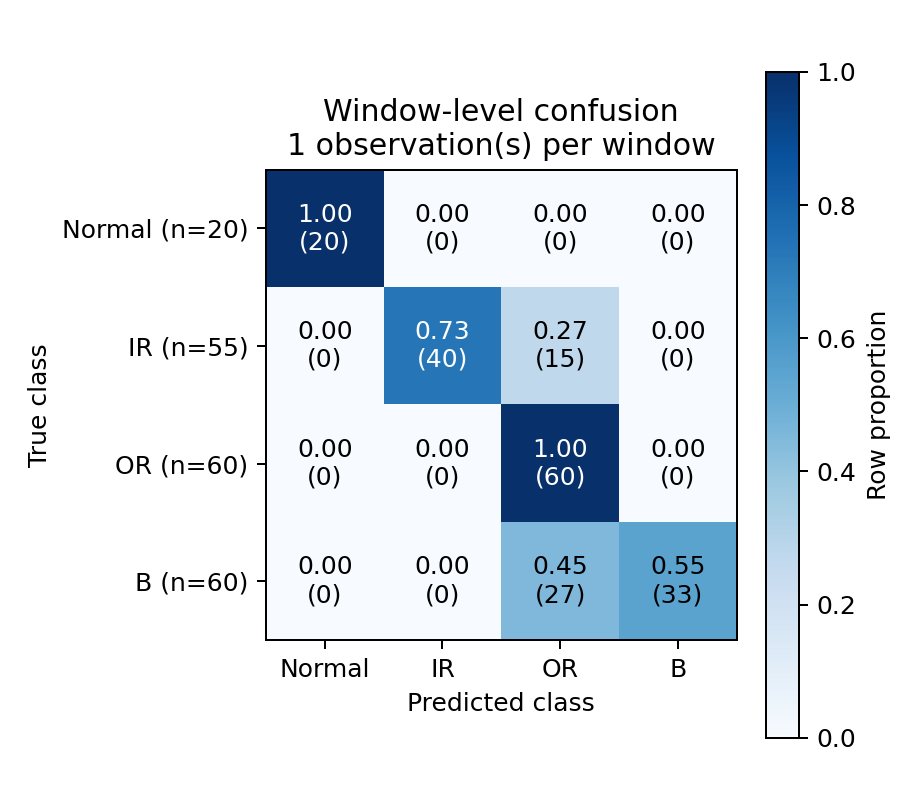 Window-level confusion
1 observation(s) per window
Normal (n=20)
1.00 0.00 0.00 0.00
(20) (0) (0) (0)
IR (n=55)
0.00 0.73 0.27 0.00
(0) (40) (15) (0)
OR (n=60)
0.00 0.00 1.00 0.00
(0) (0) (60) (0)
B (n=60)
0.00 0.00 0.45 0.55
(0) (0) (27) (33)
Normal IR OR B
Predicted class
True class
1.0
0.8
0.6
0.4
0.2
0.0
Row proportion